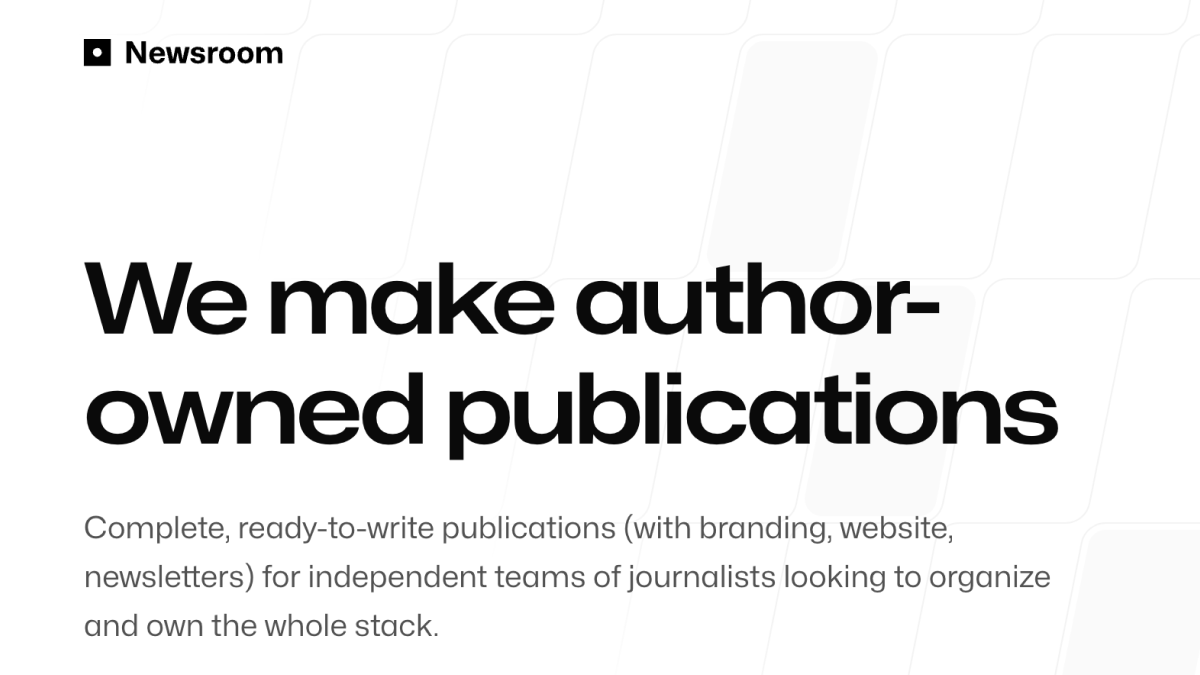 Newsroom
We make author-
owned publications
Complete, ready-to-write publications (with branding, website,
newsletters) for independent teams of journalists looking to organize
and own the whole stack.